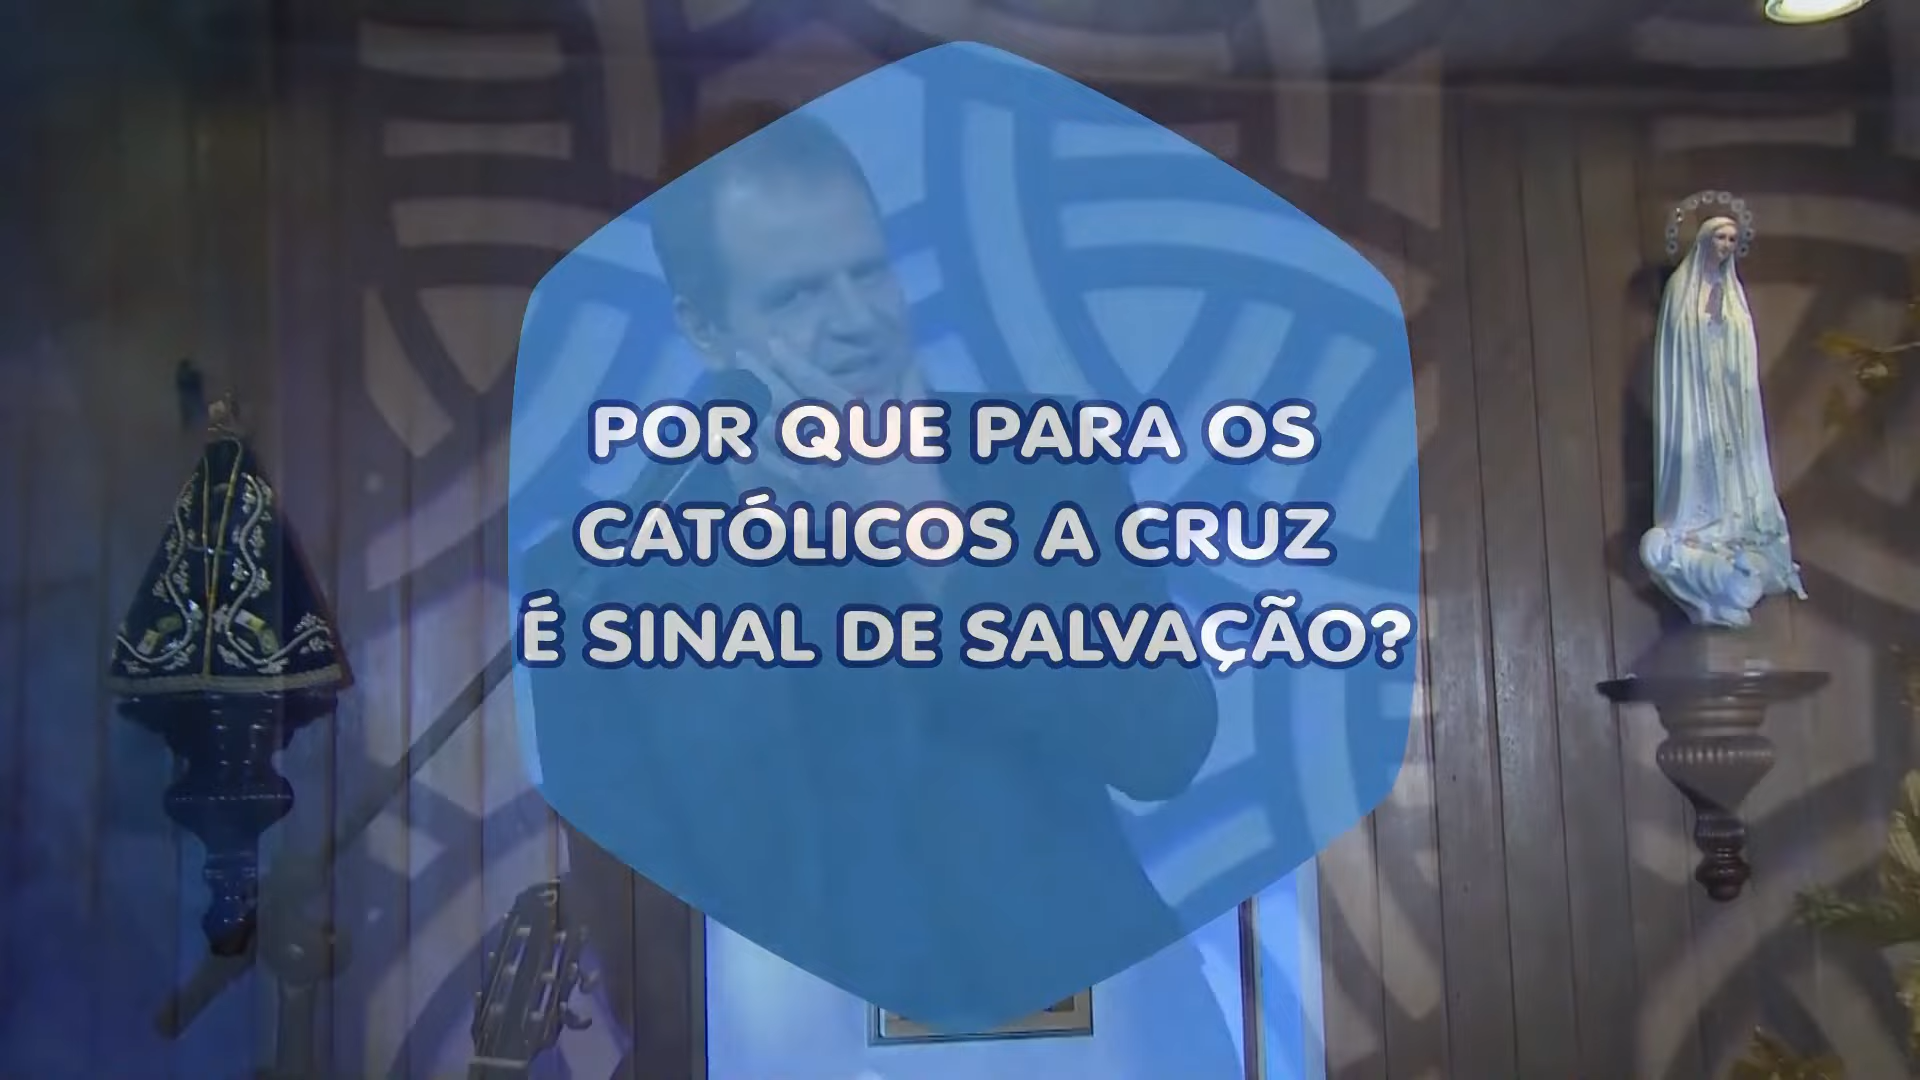 POR QUE PARA OS
CATÓLICOS A CRUZ
É SINAL DE SALVAÇÃO?